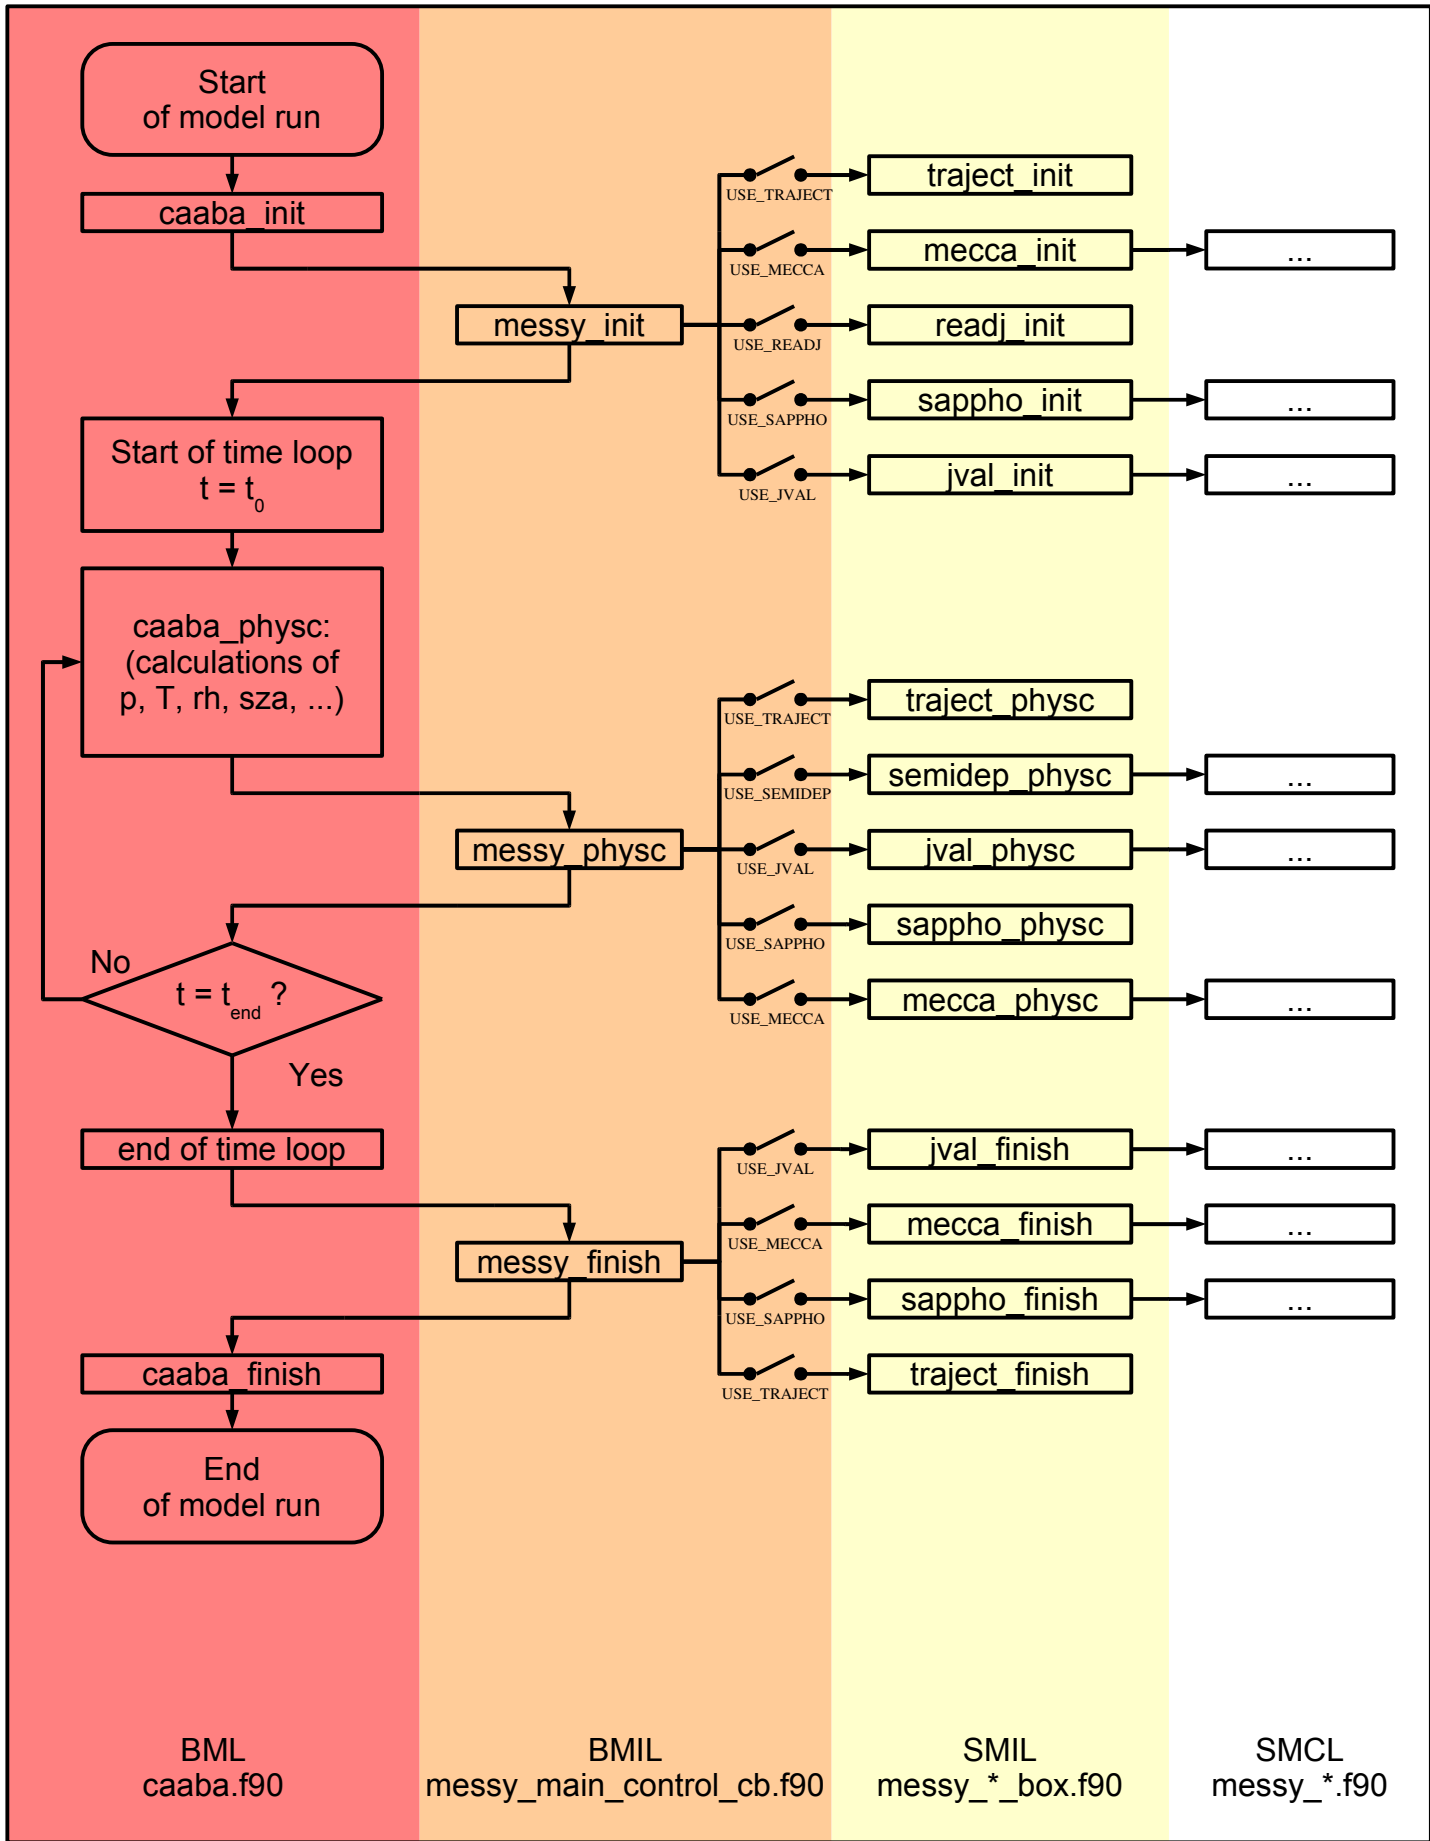 Start
of model run
caaba_init
messy_init
USE_TRAJECT
traject_init
USE_MECCA
mecca_init
...
USE_READJ
readj_init
USE_SAPPHO
sappho_init
...
USE_JVAL
jval_init
...
Start of time loop
t = t0
caaba_physc:
(calculations of
p, T, rh, sza, ...)
messy_physc
USE_TRAJECT
traject_physc
USE_SEMIDEP
semidep_physc
...
USE_JVAL
jval_physc
...
USE_SAPPHO
sappho_physc
USE_MECCA
mecca_physc
...
No
t = tend ?
Yes
end of time loop
messy_finish
USE_JVAL
jval_finish
...
USE_MECCA
mecca_finish
...
USE_SAPPHO
sappho_finish
...
USE_TRAJECT
traject_finish
caaba_finish
End
of model run
BML
caaba.f90
BMIL
messy_main_control_cb.f90
SMIL
messy_*_box.f90
SMCL
messy_*.f90